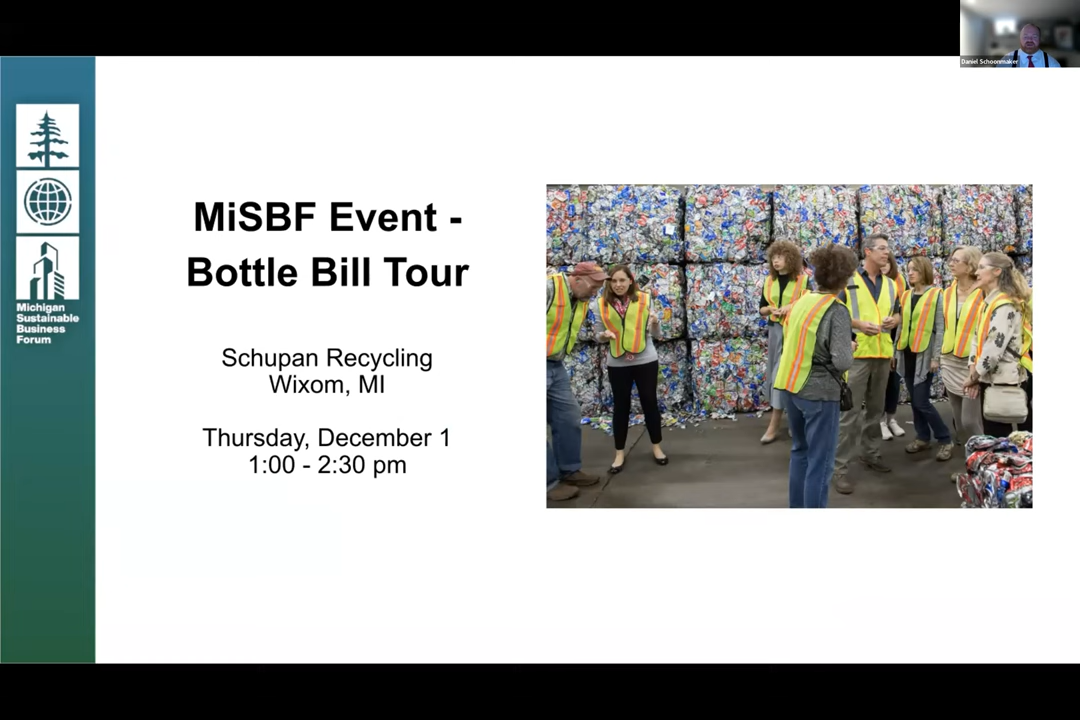 Daniel Schoonmaker
MiSBF Event -
Bottle Bill Tour
Schupan Recycling
Wixom, MI
Thursday, December 1
1:00 - 2:30 pm
Michigan
Sustainable
Business
Forum